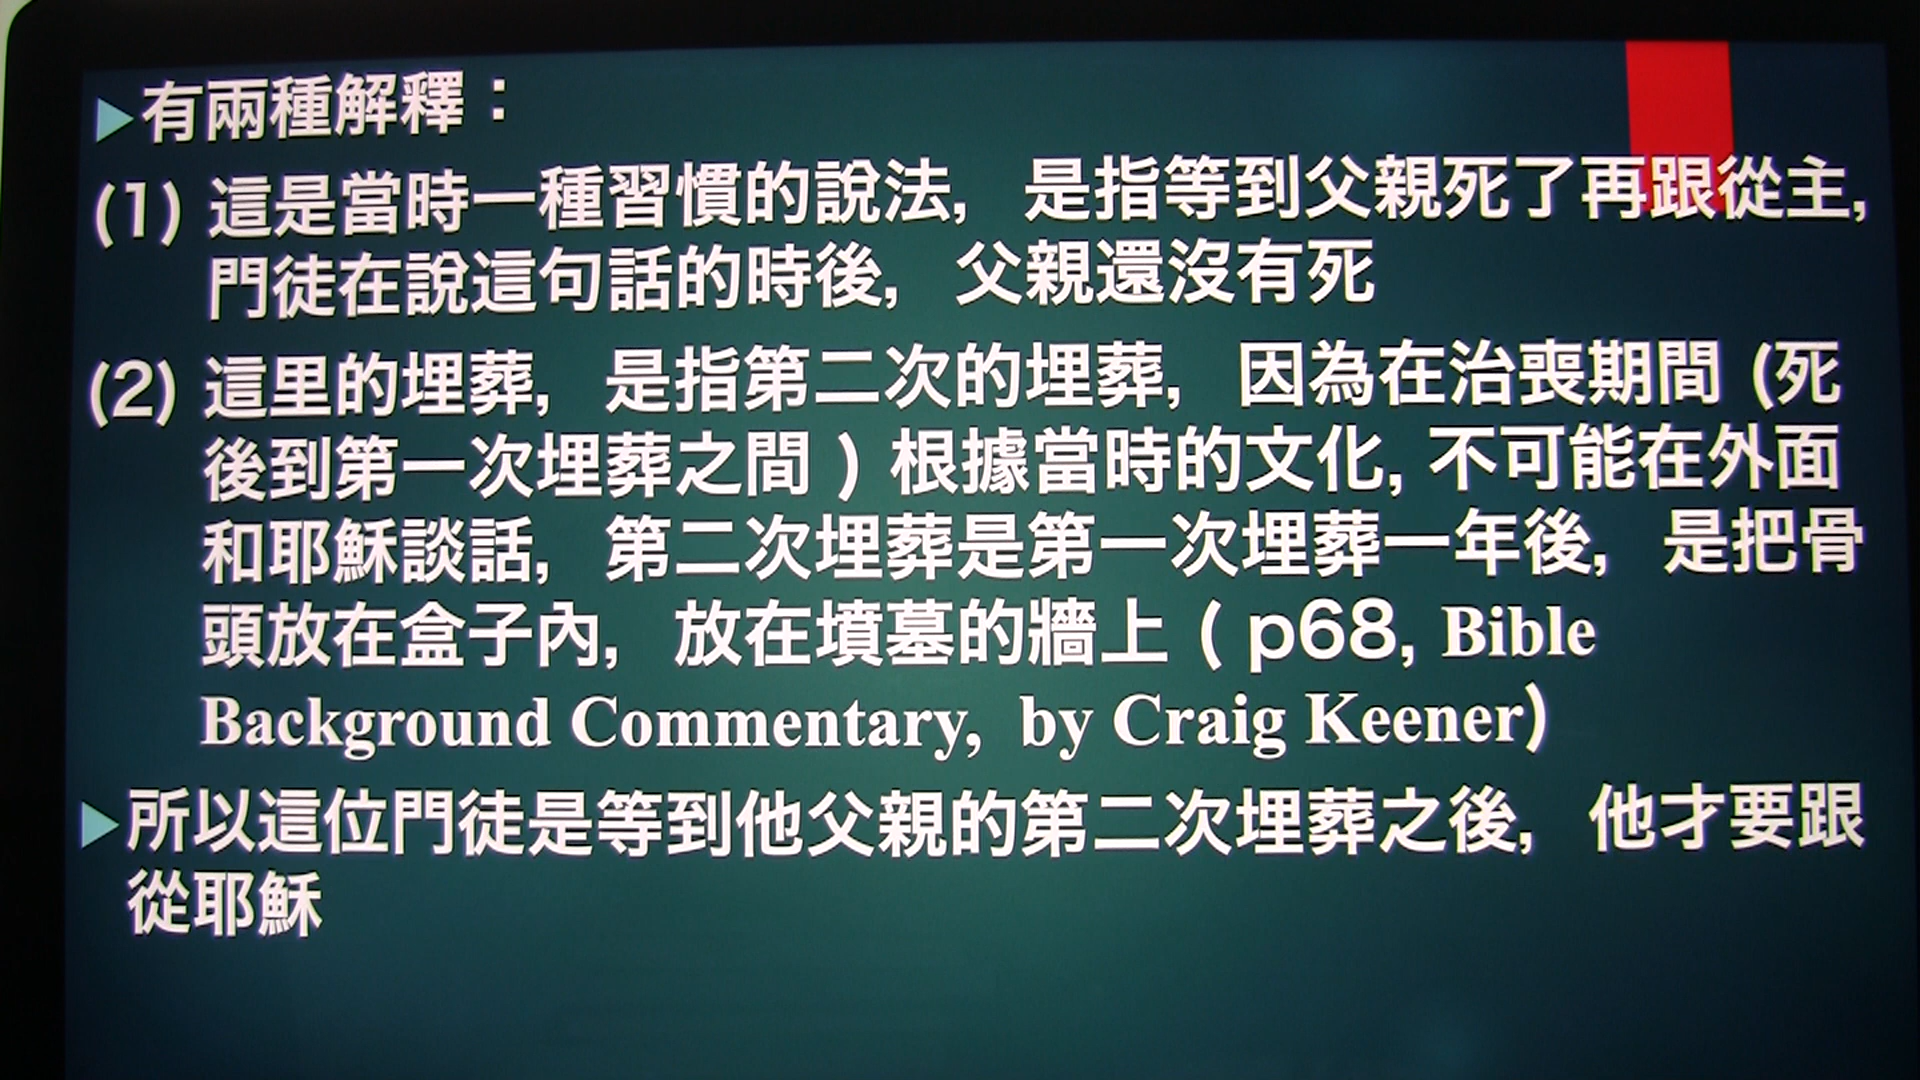 ▶有兩種解釋：
(1) 這是當時一種習慣的說法, 是指等到父親死了再跟從主,
門徒在說這句話的時後, 父親還沒有死
(2) 這里的埋葬, 是指第二次的埋葬, 因為在治喪期間 (死
後到第一次埋葬之間 ) 根據當時的文化, 不可能在外面
和耶穌談話, 第二次埋葬是第一次埋葬一年後, 是把骨
頭放在盒子內, 放在墳墓的牆上 ( p68, Bible
Background Commentary, by Craig Keener)
▶所以這位門徒是等到他父親的第二次埋葬之後, 他才要跟
從耶穌